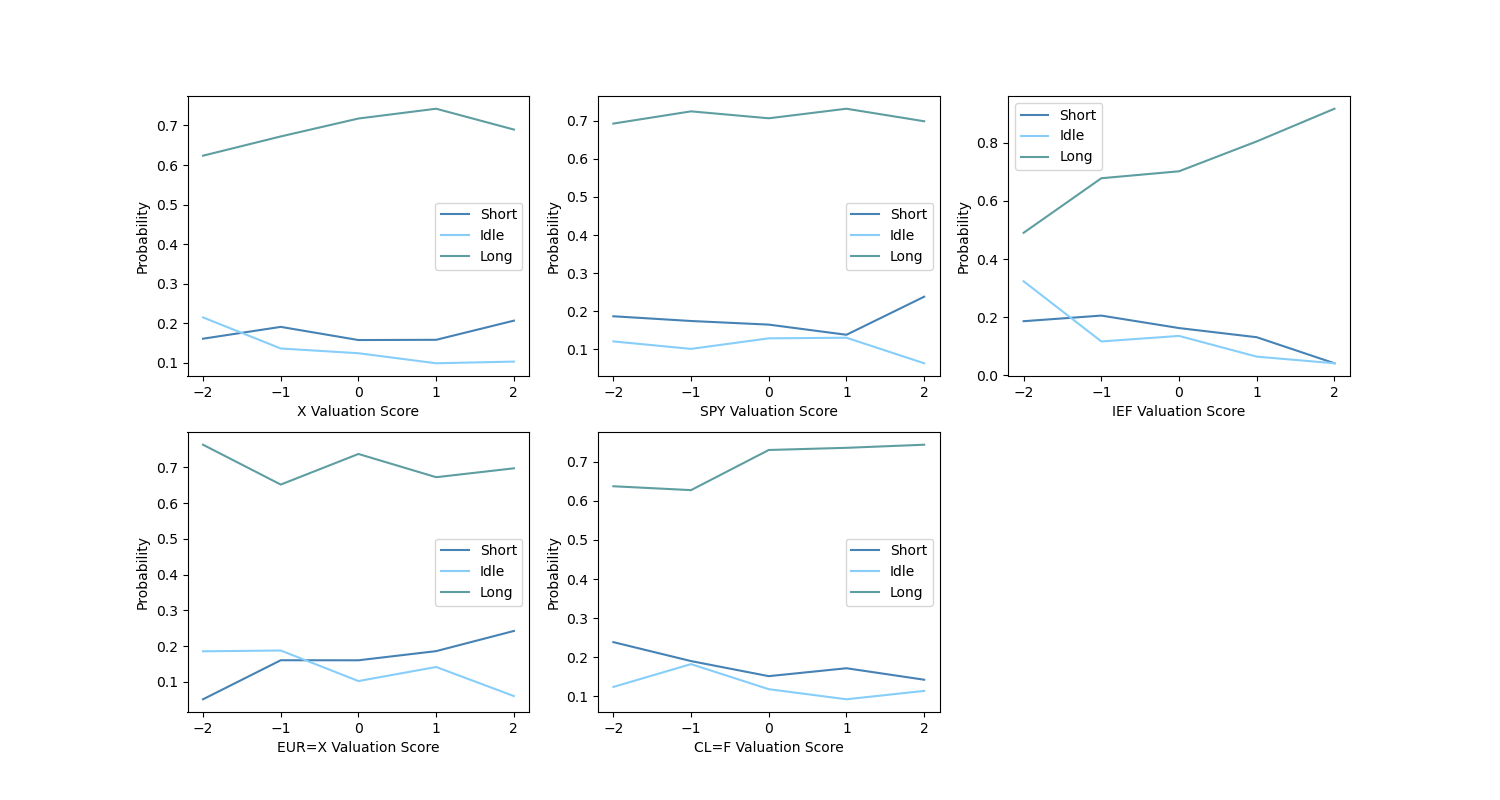 0.7
0.6
0.5
0.4
0.3
0.2
0.1
Probability
−2 −1 0 1 2
X Valuation Score
Short
Idle
Long
0.7
0.6
0.5
0.4
0.3
0.2
0.1
Probability
−2 −1 0 1 2
SPY Valuation Score
Short
Idle
Long
0.8
0.6
0.4
0.2
0.0
Probability
−2 −1 0 1 2
IEF Valuation Score
Short
Idle
Long
0.7
0.6
0.5
0.4
0.3
0.2
0.1
Probability
−2 −1 0 1 2
EUR=X Valuation Score
Short
Idle
Long
0.7
0.6
0.5
0.4
0.3
0.2
0.1
Probability
−2 −1 0 1 2
CL=F Valuation Score
Short
Idle
Long